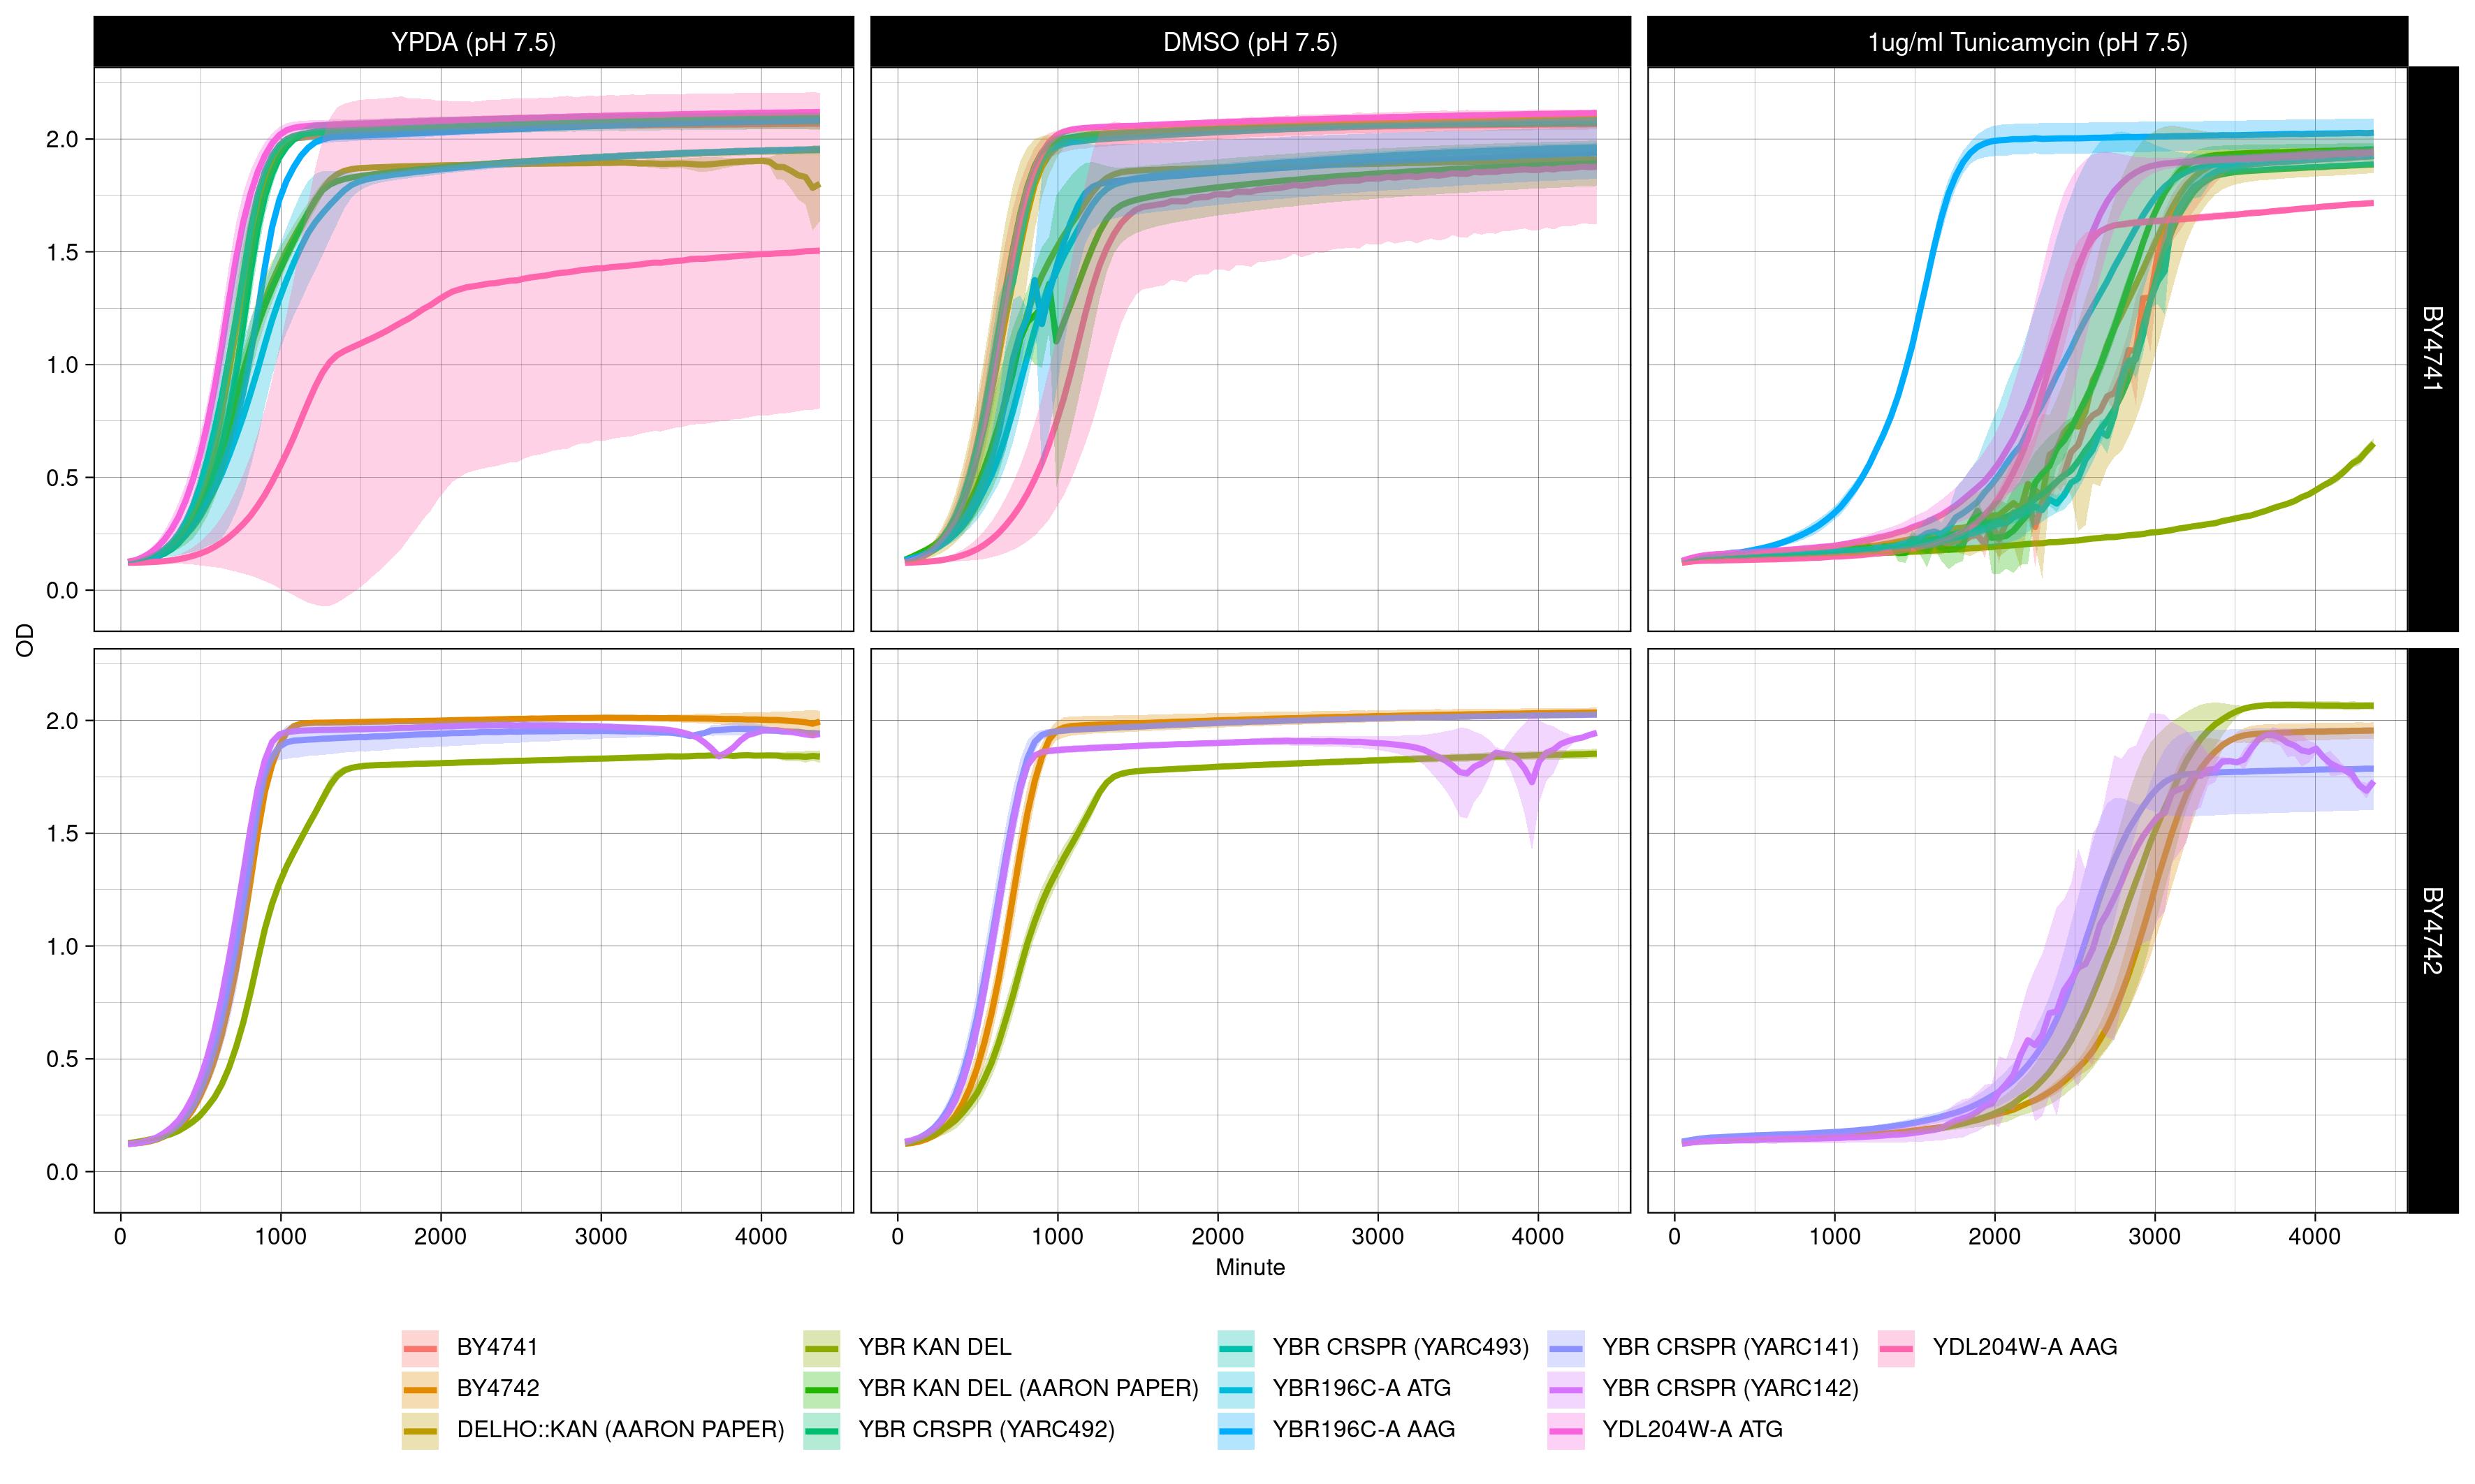 YPDA (pH 7.5)
DMSO (pH 7.5)
1ug/ml Tunicamycin (pH 7.5)
2.0
1.5
1.0
0.5
0.0
BY4741
OD
2.0
1.5
1.0
0.5
0.0
BY4742
0 1000 2000 3000 4000
0 1000 2000 3000 4000
0 1000 2000 3000 4000
Minute
BY4741
BY4742
DELHO::KAN (AARON PAPER)
YBR KAN DEL
YBR KAN DEL (AARON PAPER)
YBR CRSPR (YARC492)
YBR CRSPR (YARC493)
YBR196C-A ATG
YBR196C-A AAG
YBR CRSPR (YARC141)
YBR CRSPR (YARC142)
YDL204W-A ATG
YDL204W-A AAG